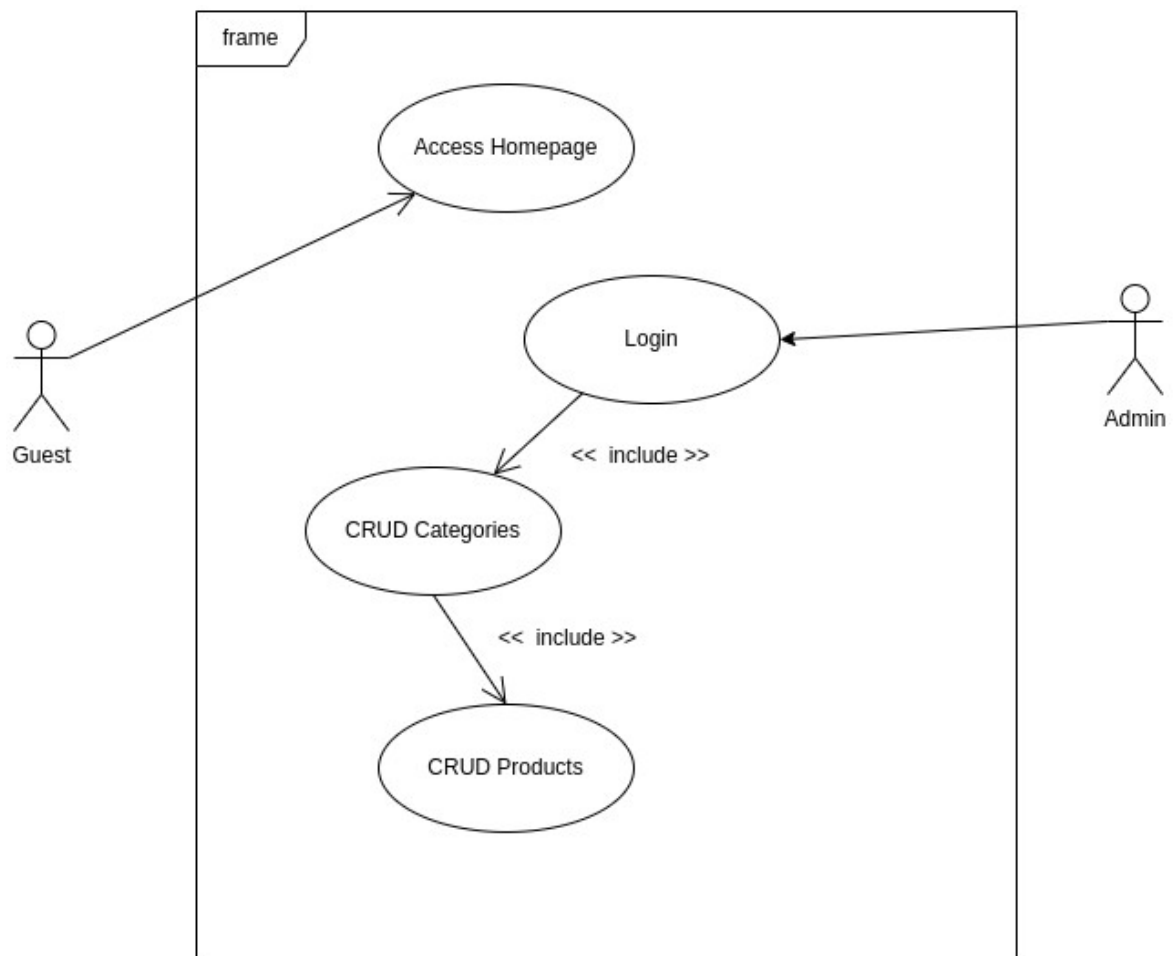 frame
Access Homepage
Login
Admin
Guest
<<  include >>
CRUD Categories
<<  include >>
CRUD Products